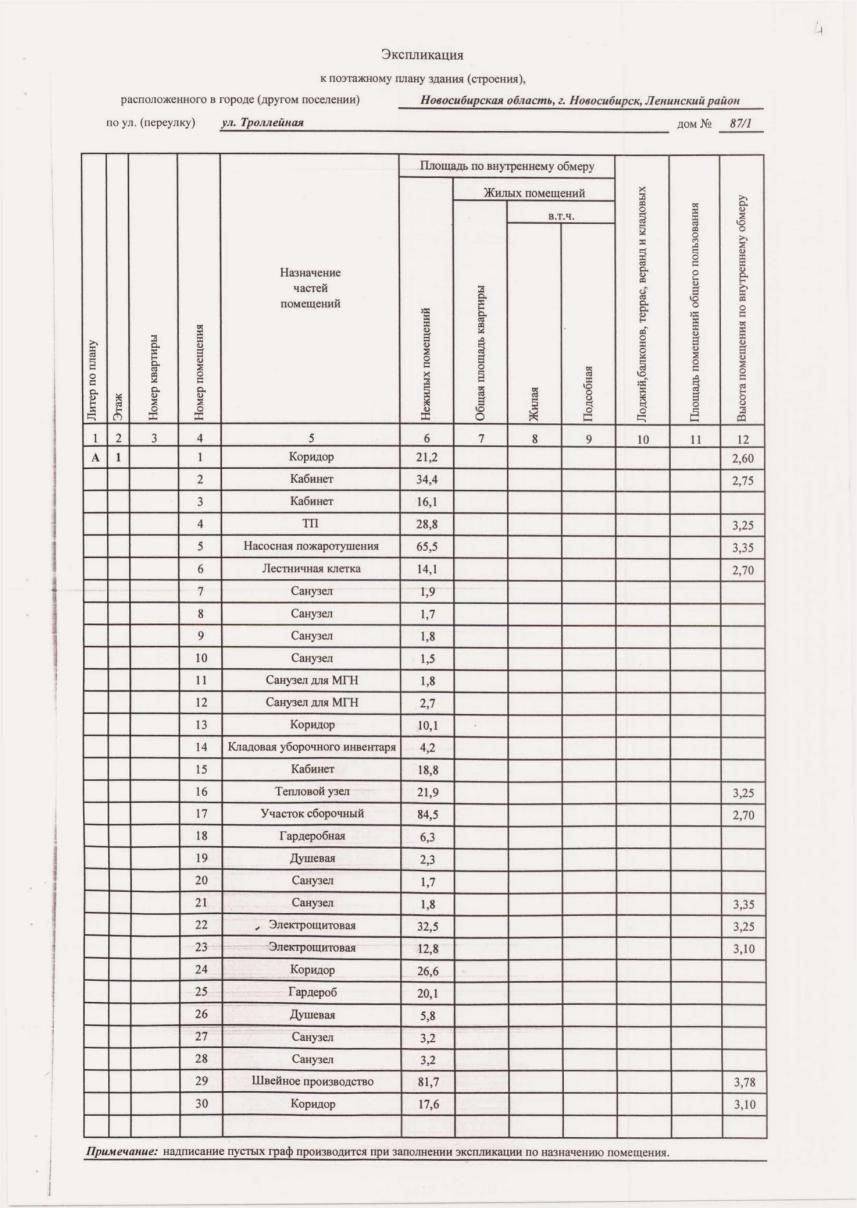 4
Экспликация
к поэтажному плану здания (строения),
расположенного в городе (другом поселении) Новосибирская область, г. Новосибирск, Ленинский район
по ул. (переулку) ул. Троллейная дом № 87/1
Литер по плану
Этаж
Номер квартиры
Номер помещения
Назначение
частей
помещений
Площадь по внутреннему обмеру
Нежилых помещений
Жилых помещений
Общая площадь квартиры
в.т.ч.
Жилая
Подсобная
Лоджий,балконов, террас, веранд и кладовых
Площадь помещений общего пользования
Высота помещения по внутреннему обмеру
1 2 3 4 5 6 7 8 9 10 11 12
А 1 1 Коридор 21,2 2,60
2 Кабинет 34,4 2,75
3 Кабинет 16,1
4 ТП 28,8 3,25
5 Насосная пожаротушения 65,5 3,35
6 Лестничная клетка 14,1 2,70
7 Санузел 1,9
8 Санузел 1,7
9 Санузел 1,8
10 Санузел 1,5
11 Санузел для МГН 1,8
12 Санузел для МГН 2,7
13 Коридор 10,1
14 Кладовая уборочного инвентаря 4,2
15 Кабинет 18,8
16 Тепловой узел 21,9 3,25
17 Участок сборочный 84,5 2,70
18 Гардеробная 6,3
19 Душевая 2,3
20 Санузел 1,7
21 Санузел 1,8 3,35
22 Электрощитовая 32,5 3,25
23 Электрощитовая 12,8 3,10
24 Коридор 26,6
25 Гардероб 20,1
26 Душевая 5,8
27 Санузел 3,2
28 Санузел 3,2
29 Швейное производство 81,7 3,78
30 Коридор 17,6 3,10
Примечание: надписание пустых граф производится при заполнении экспликации по назначению помещения.